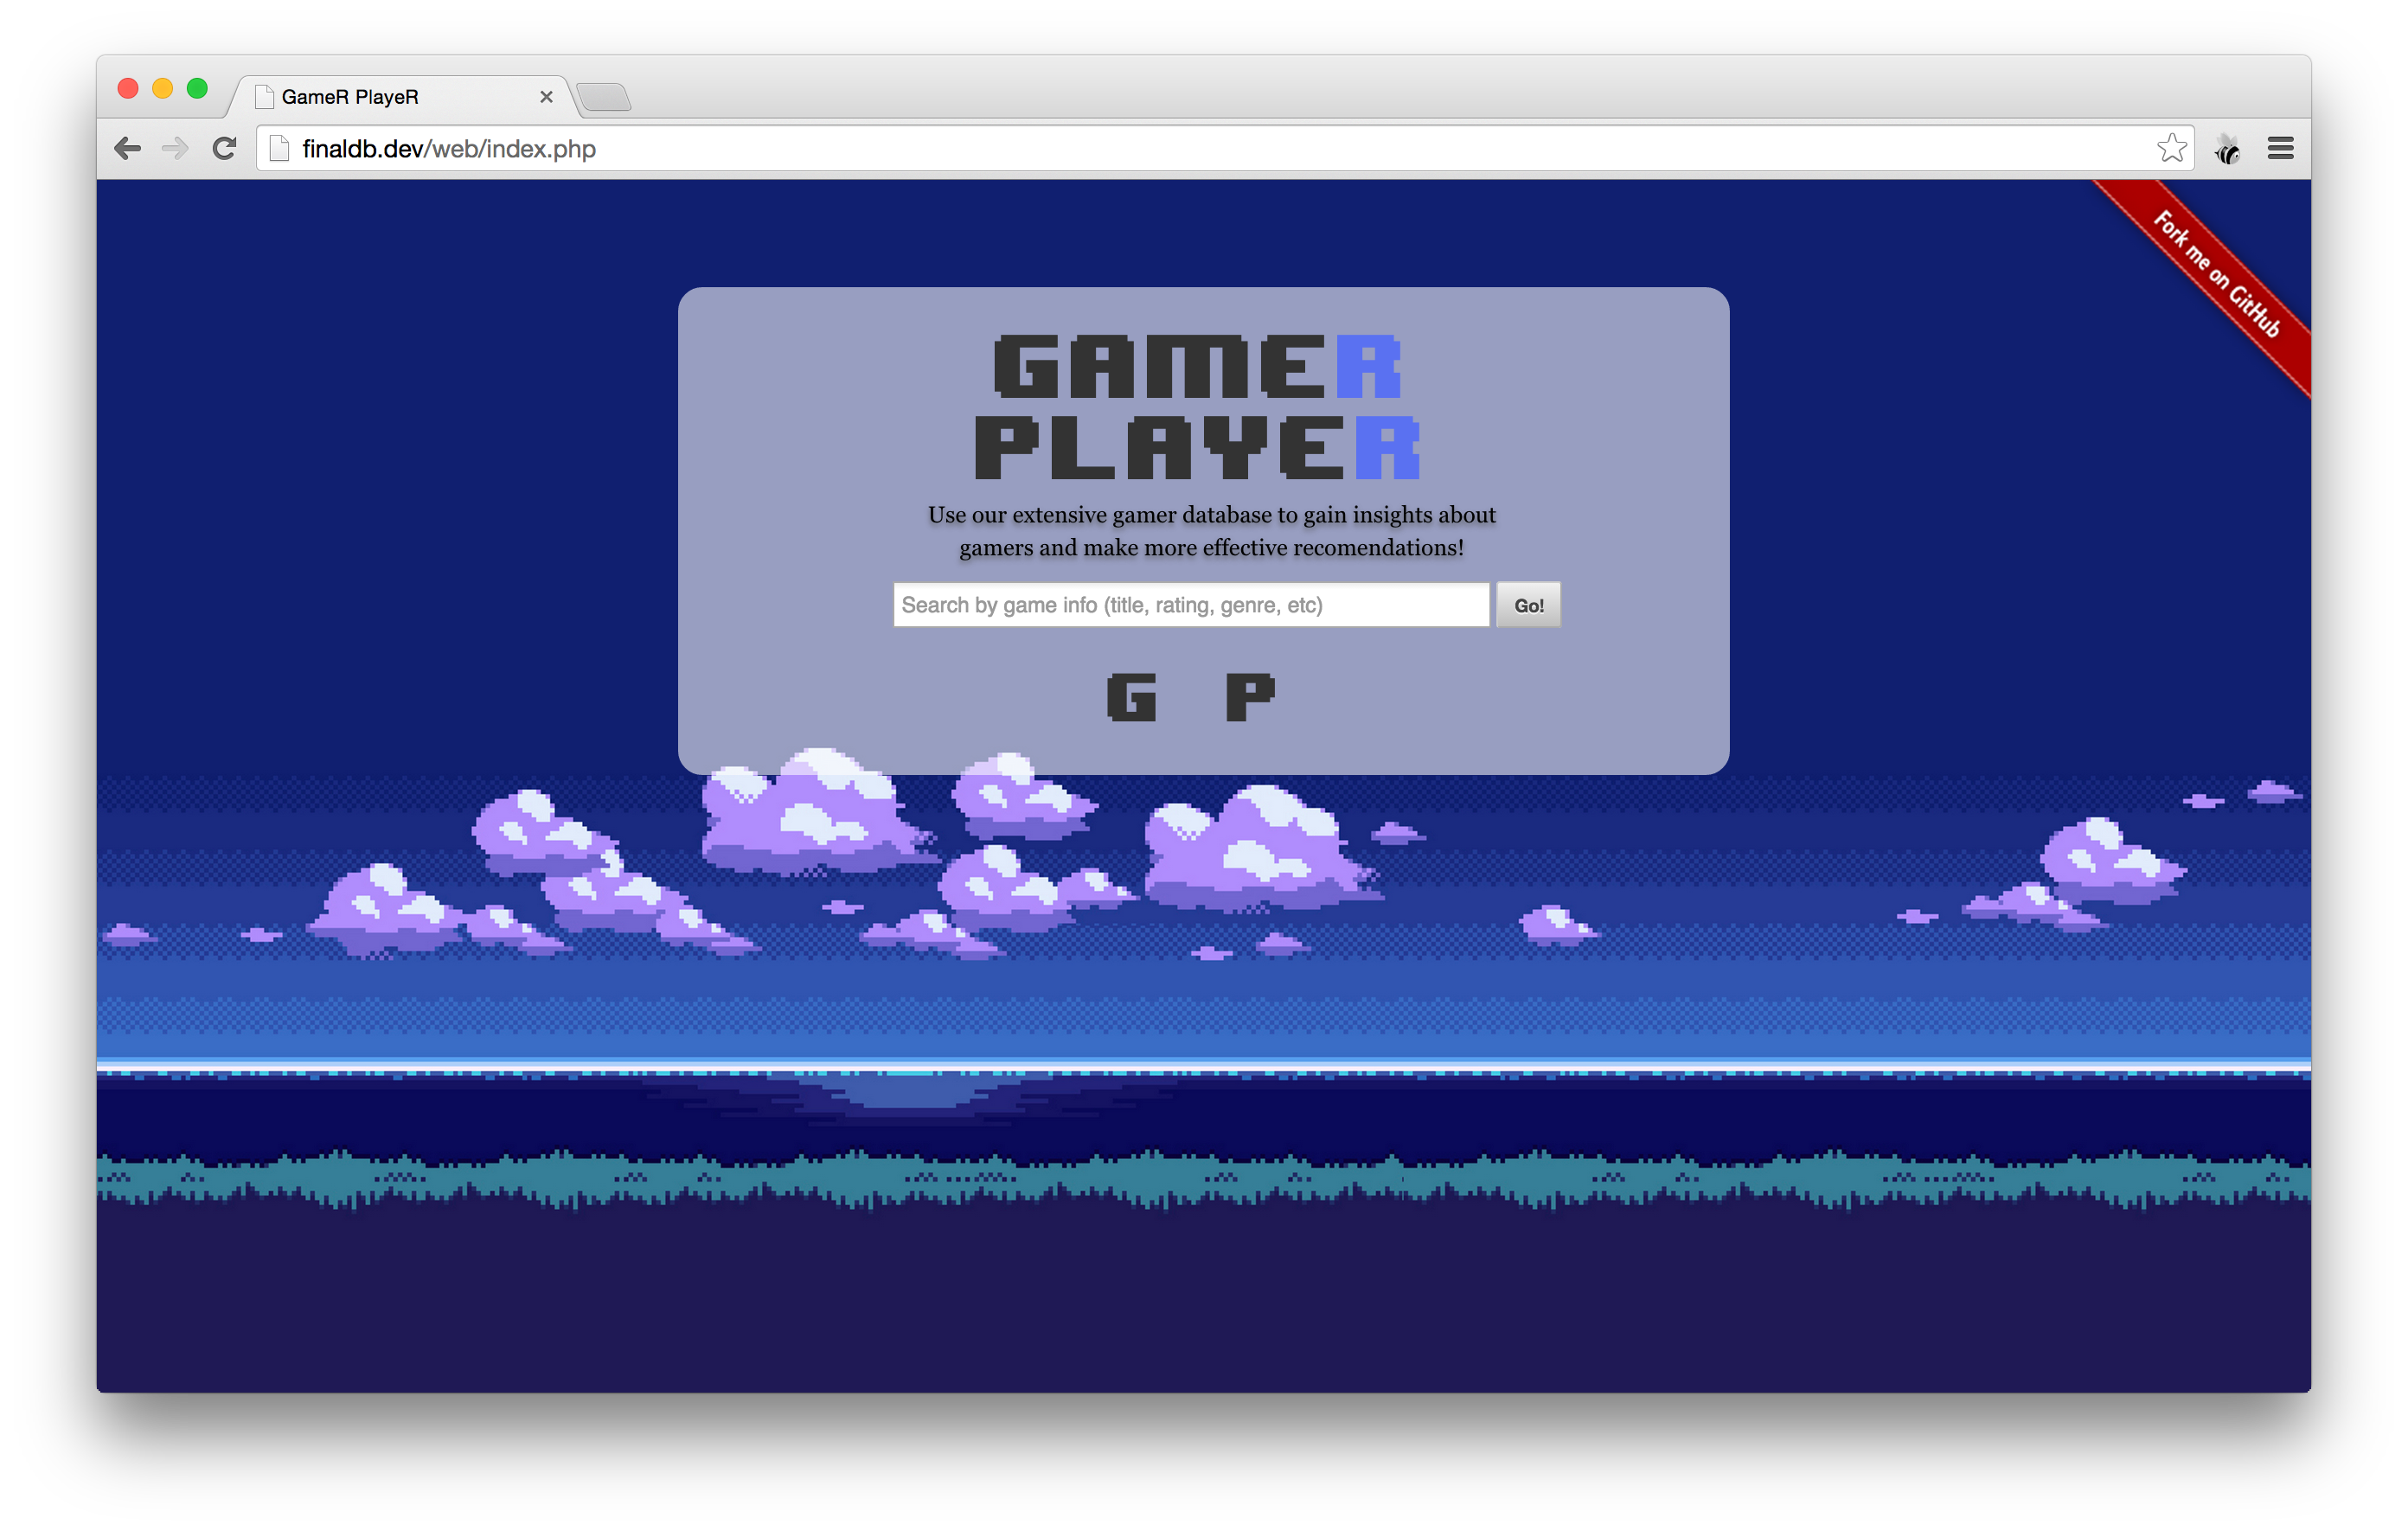 GameR PlayeR
finaldb.dev/web/index.php
Fork me on GitHub
GAMER
PLAYER
Use our extensive gamer database to gain insights about
gamers and make more effective recomendations!
Search by game info (title, rating, genre, etc) Go!
G P